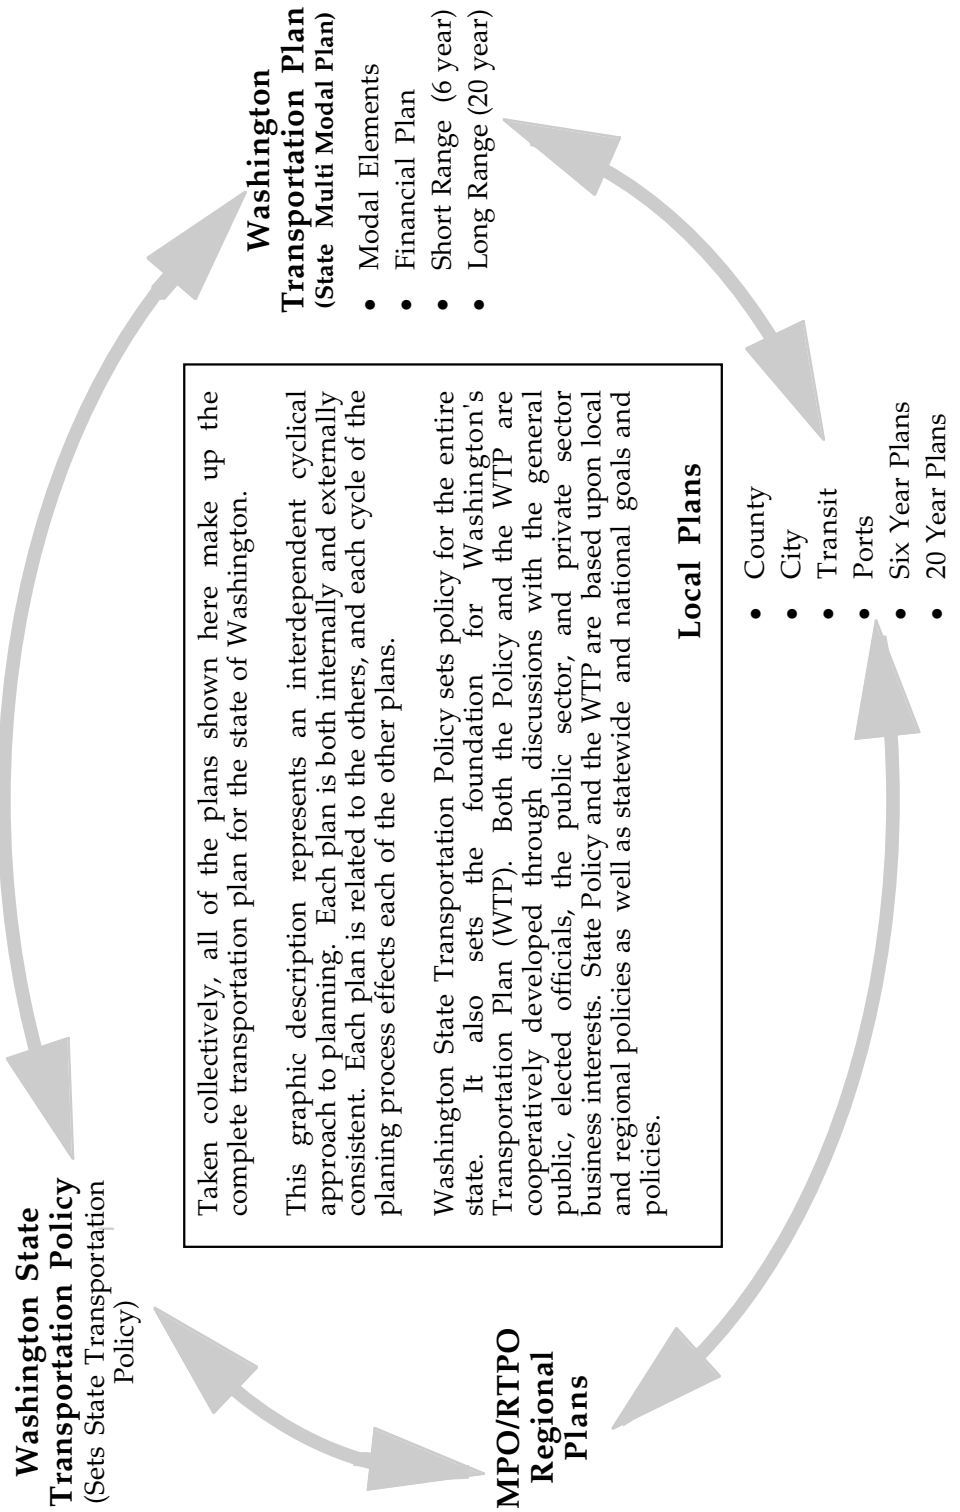 Washington State
Transportation Policy
(Sets State Transportation
Policy)
Washington
Transportation Plan
(State Multi Modal Plan)
• Modal Elements
• Financial Plan
• Short Range (6 year)
• Long Range (20 year)
Taken collectively, all of the plans shown here make up the
complete transportation plan for the state of Washington.
This graphic description represents an interdependent cyclical
approach to planning. Each plan is both internally and externally
consistent. Each plan is related to the others, and each cycle of the
planing process effects each of the other plans.
Washington State Transportation Policy sets policy for the entire
state. It also sets the foundation for Washington's
Transportation Plan (WTP). Both the Policy and the WTP are
cooperatively developed through discussions with the general
public, elected officials, the public sector, and private sector
business interests. State Policy and the WTP are based upon local
and regional policies as well as statewide and national goals and
policies.
MPO/RTPO
Regional
Plans
Local Plans
• County
• City
• Transit
• Ports
• Six Year Plans
• 20 Year Plans